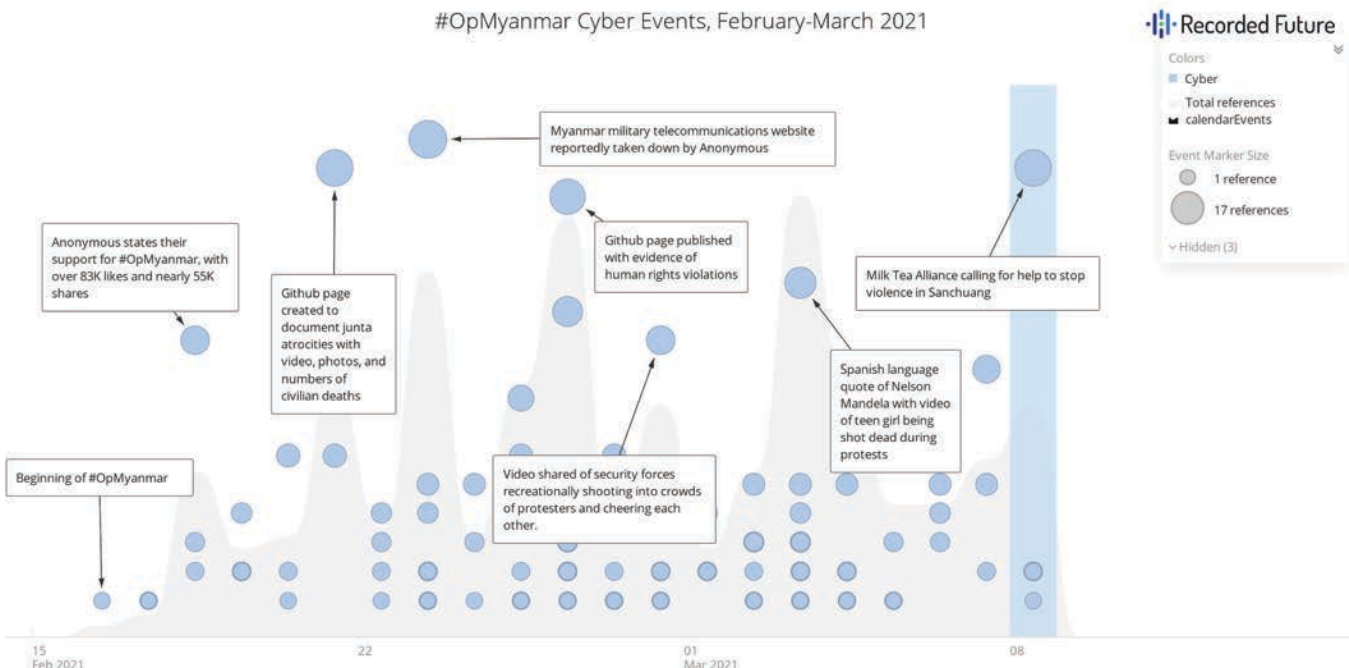 #OpMyanmar Cyber Events, February-March 2021
Recorded Future
Colors
Cyber
Total references
calendarEvents
Event Marker Size
1 reference
17 references
Hidden (3)
Myanmar military telecommunications website
reportedly taken down by Anonymous
Anonymous states their
support for #OpMyanmar, with
over 83K likes and nearly 55K
shares
Github page
created to
document junta
atrocities with
video, photos, and
numbers of
civilian deaths
Github page published
with evidence of
human rights violations
Milk Tea Alliance calling for help to stop
violence in Sanchuang
Spanish language
quote of Nelson
Mandela with video
of teen girl being
shot dead during
protests
Beginning of #OpMyanmar
Video shared of security forces
recreationally shooting into crowds
of protesters and cheering each
other.
15
Feb 2021
22
01
Mar 2021
08